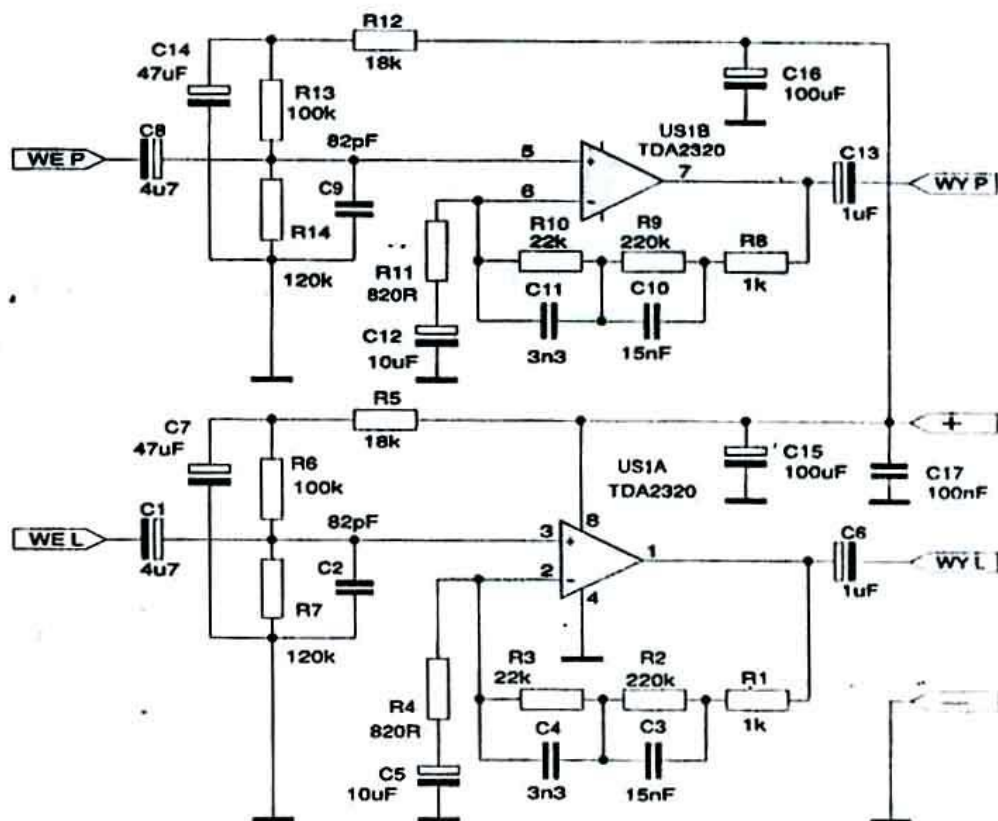 R12
C14
47uF
18k
C16
100uF
R13
100k
US1B
TDA2320
C8
82pF
C13
WE P
5
7
WY P
4u7
C9
6
1uF
R14
R10
22k
R9
220k
R8
R11
820R
120k
C11
C10
1k
C12
10uF
3n3
15nF
R5
C7
47uF
18k
+
C15
100uF
R6
100k
US1A
TDA2320
C17
100nF
C1
82pF
8
WE L
3
1
C6
WY L
4u7
C2
2
1uF
4
R7
120k
R3
22k
R2
220k
R1
R4
820R
C4
C3
1k
C5
10uF
3n3
15nF